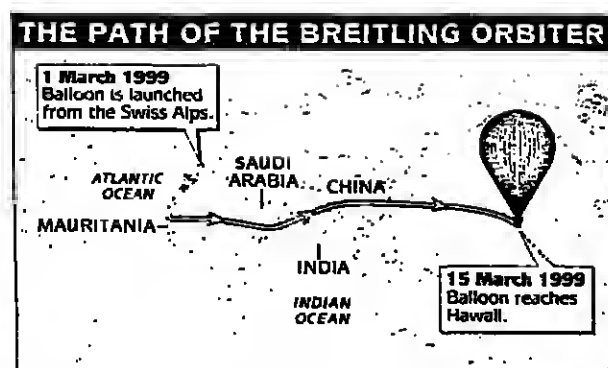 THE PATH OF THE BREITLING ORBITER
1 March 1999
Balloon is launched
from the Swiss Alps.
ATLANTIC
OCEAN
SAUDI
ARABIA
CHINA
MAURITANIA
INDIA
INDIAN
OCEAN
15 March 1999
Balloon reaches
Hawaii.